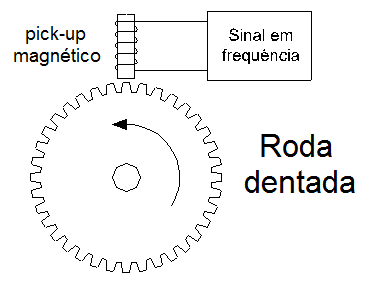 pick-up
magnético
Sinal em
frequência
Roda
dentada